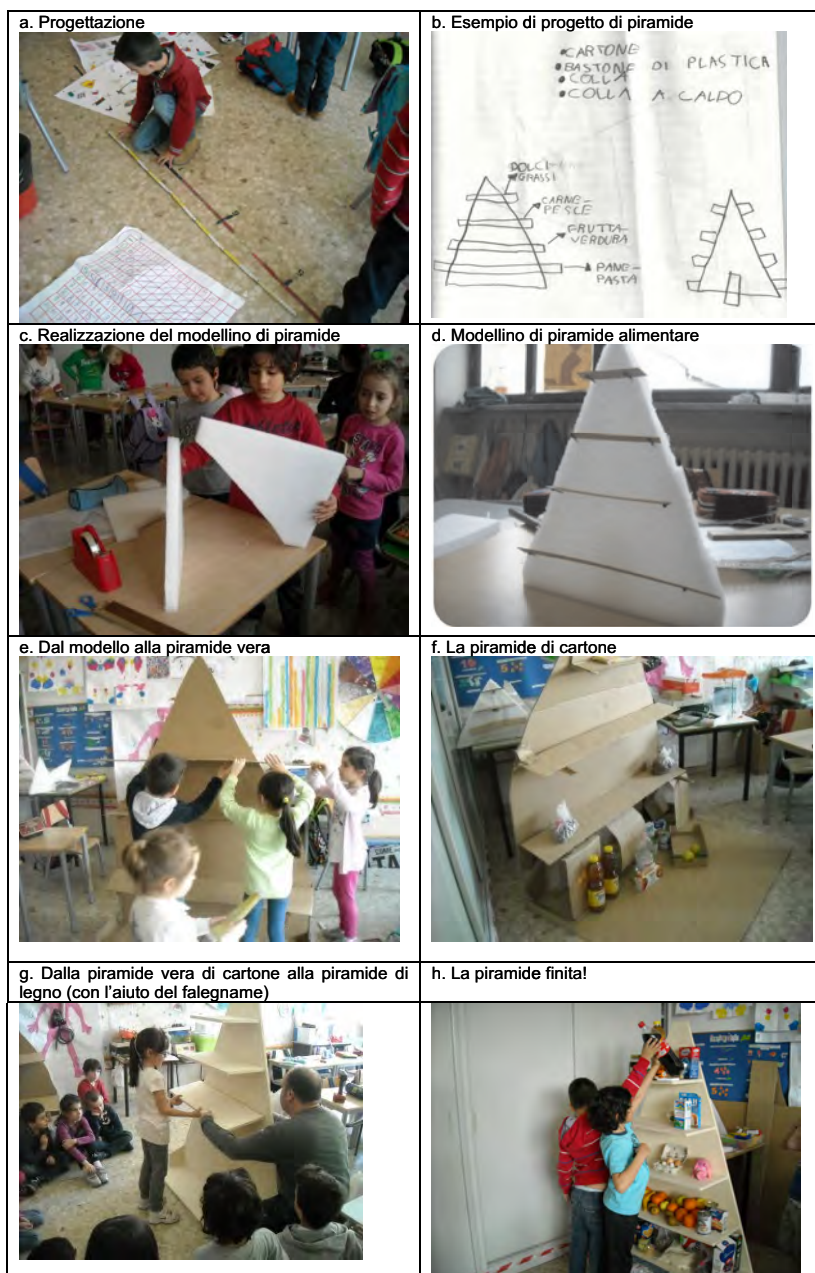 a. Progettazione
b. Esempio di progetto di piramide
•CARTONE
•BASTONE DI PLASTICA
•COLLA
•COLLA A CALDO
DOLCI
GRASSI
CARNE-
PESCE
FRUTTA-
VERDURA
PANE-
PASTA
c. Realizzazione del modellino di piramide
d. Modellino di piramide alimentare
e. Dal modello alla piramide vera
f. La piramide di cartone
g. Dalla piramide vera di cartone alla piramide di
legno (con l'aiuto del falegname)
h. La piramide finita!